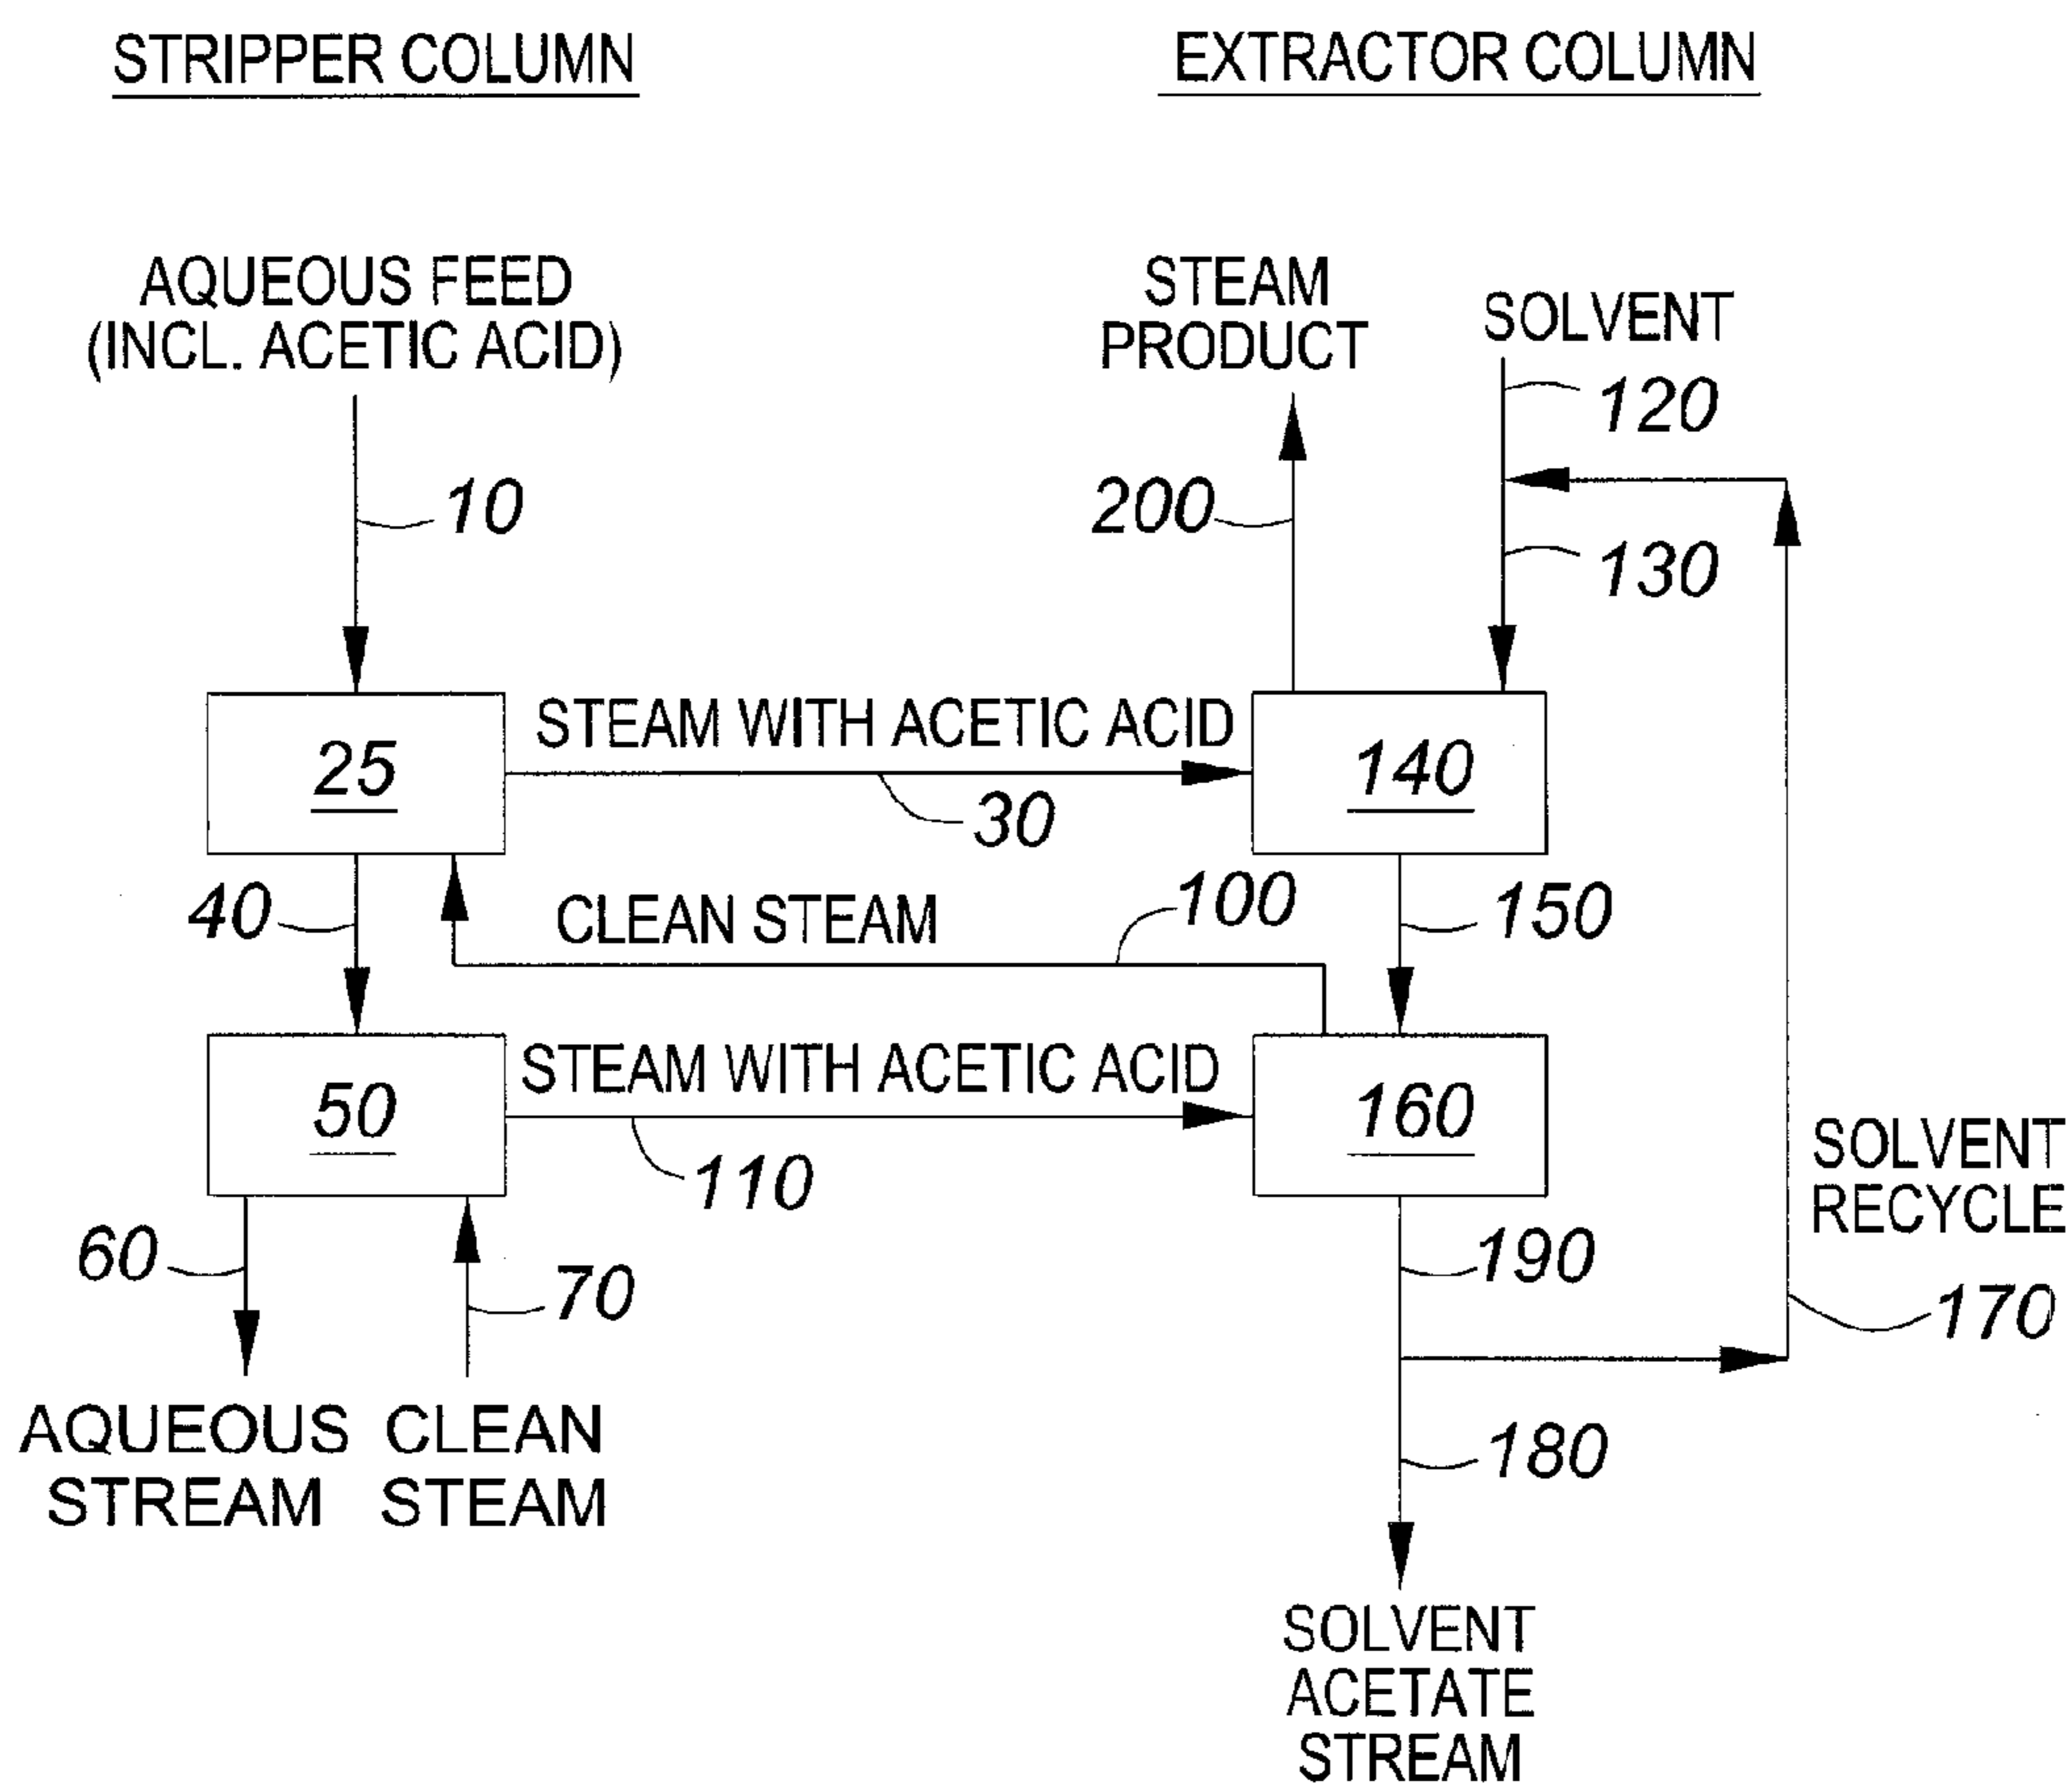 STRIPPER COLUMN
EXTRACTOR COLUMN
AQUEOUS FEED
(INCL. ACETIC ACID)
STEAM
PRODUCT
SOLVENT
120
10
200
130
25
STEAM WITH ACETIC ACID
30
140
40
CLEAN STEAM
100
150
50
STEAM WITH ACETIC ACID
110
160
SOLVENT
RECYCLE
60
70
190
170
AQUEOUS
STREAM
CLEAN
STEAM
180
SOLVENT
ACETATE
STREAM